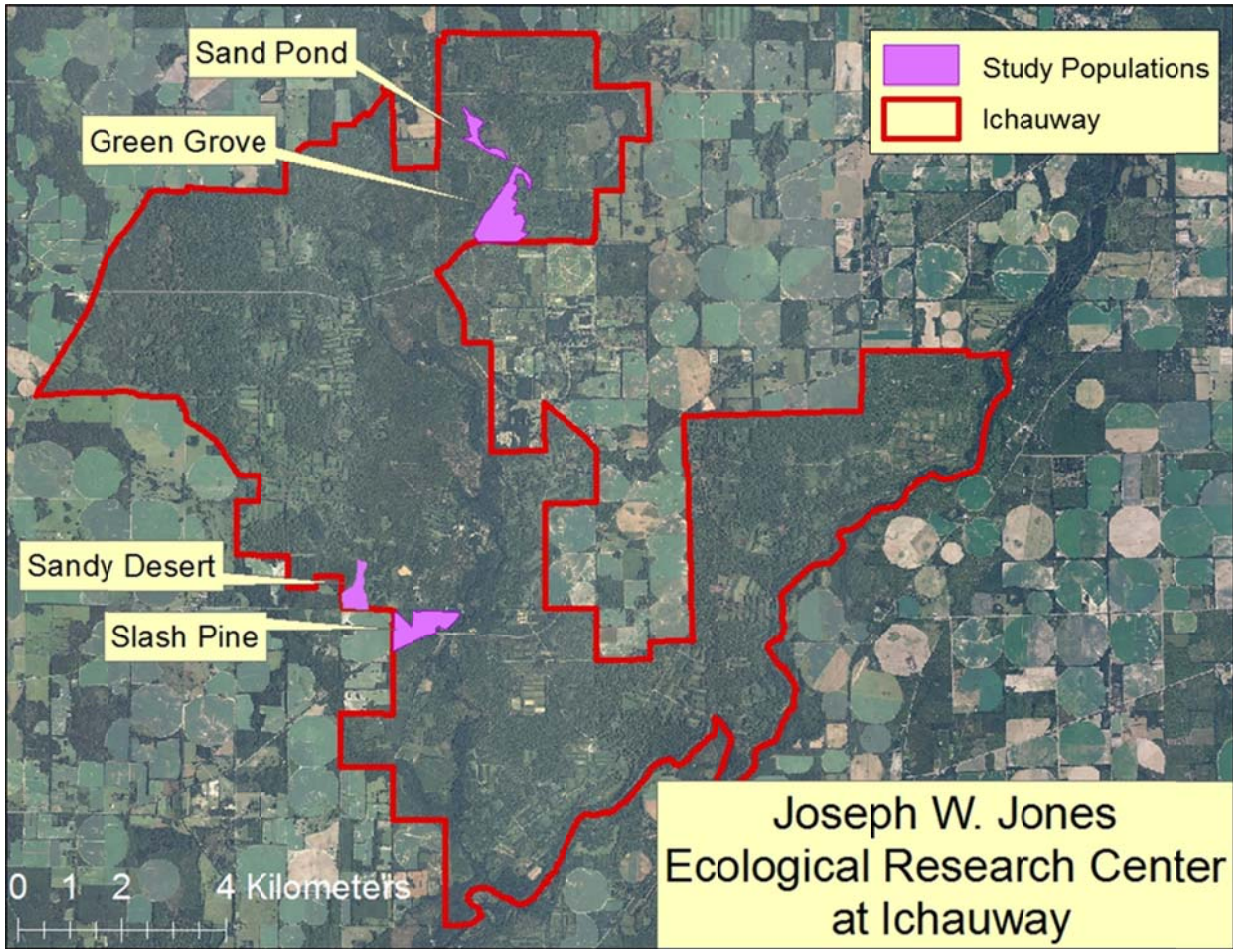 Sand Pond
Green Grove
Study Populations
Ichauway
Sandy Desert
Slash Pine
0 1 2 4 Kilometers
Joseph W. Jones
Ecological Research Center
at Ichauway